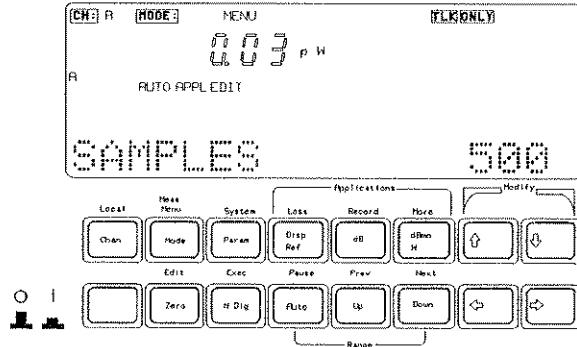 CH: A MODE: MENU TLKONLY
0.03 pW
A
AUTO APPL EDIT
SAMPLES 500
Applications Modify
Local Meas Menu System Loss Record More
Chan Mode Param Disp Ref dB dBm W
Edit Exec Pause Prev Next
Zero # Dig Auto Up Down
Range